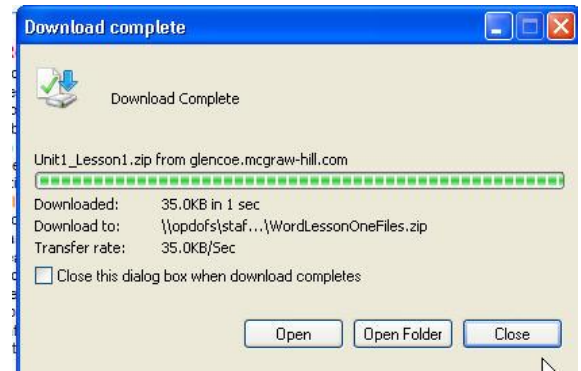 Download complete
Download Complete
Unit1_Lesson1.zip from glencoe.mcgraw-hill.com
Downloaded: 35.0KB in 1 sec
Download to: \\opdofs\staf...\WordLessonOneFiles.zip
Transfer rate: 35.0KB/Sec
Close this dialog box when download completes
Open Open Folder Close